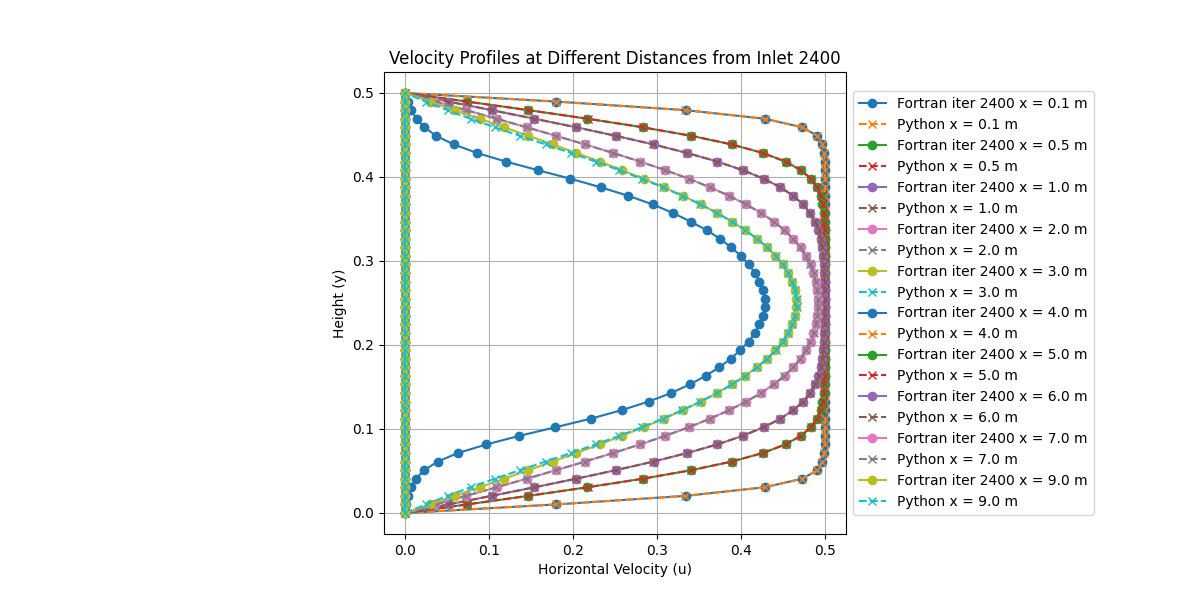 Velocity Profiles at Different Distances from Inlet 2400
0.5
0.4
0.3
0.2
0.1
0.0
Height (y)
0.0 0.1 0.2 0.3 0.4 0.5
Horizontal Velocity (u)
Fortran iter 2400 x = 0.1 m
Python x = 0.1 m
Fortran iter 2400 x = 0.5 m
Python x = 0.5 m
Fortran iter 2400 x = 1.0 m
Python x = 1.0 m
Fortran iter 2400 x = 2.0 m
Python x = 2.0 m
Fortran iter 2400 x = 3.0 m
Python x = 3.0 m
Fortran iter 2400 x = 4.0 m
Python x = 4.0 m
Fortran iter 2400 x = 5.0 m
Python x = 5.0 m
Fortran iter 2400 x = 6.0 m
Python x = 6.0 m
Fortran iter 2400 x = 7.0 m
Python x = 7.0 m
Fortran iter 2400 x = 9.0 m
Python x = 9.0 m